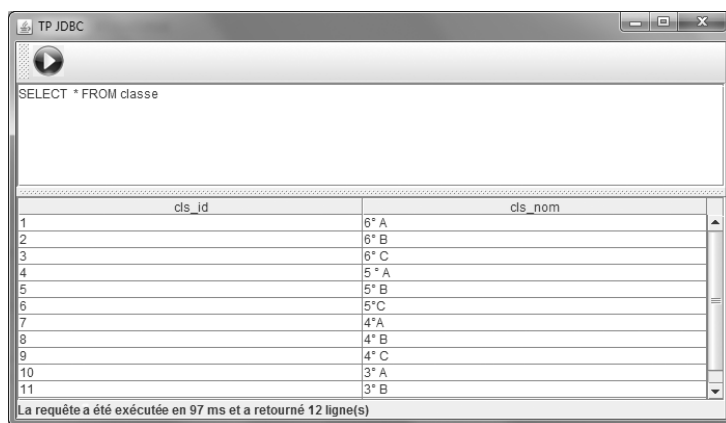 TP JDBC
SELECT * FROM classe
cls_id cls_nom
1 6° A
2 6° B
3 6° C
4 5 ° A
5 5° B
6 5°C
7 4°A
8 4° B
9 4° C
10 3° A
11 3° B
La requête a été exécutée en 97 ms et a retourné 12 ligne(s)